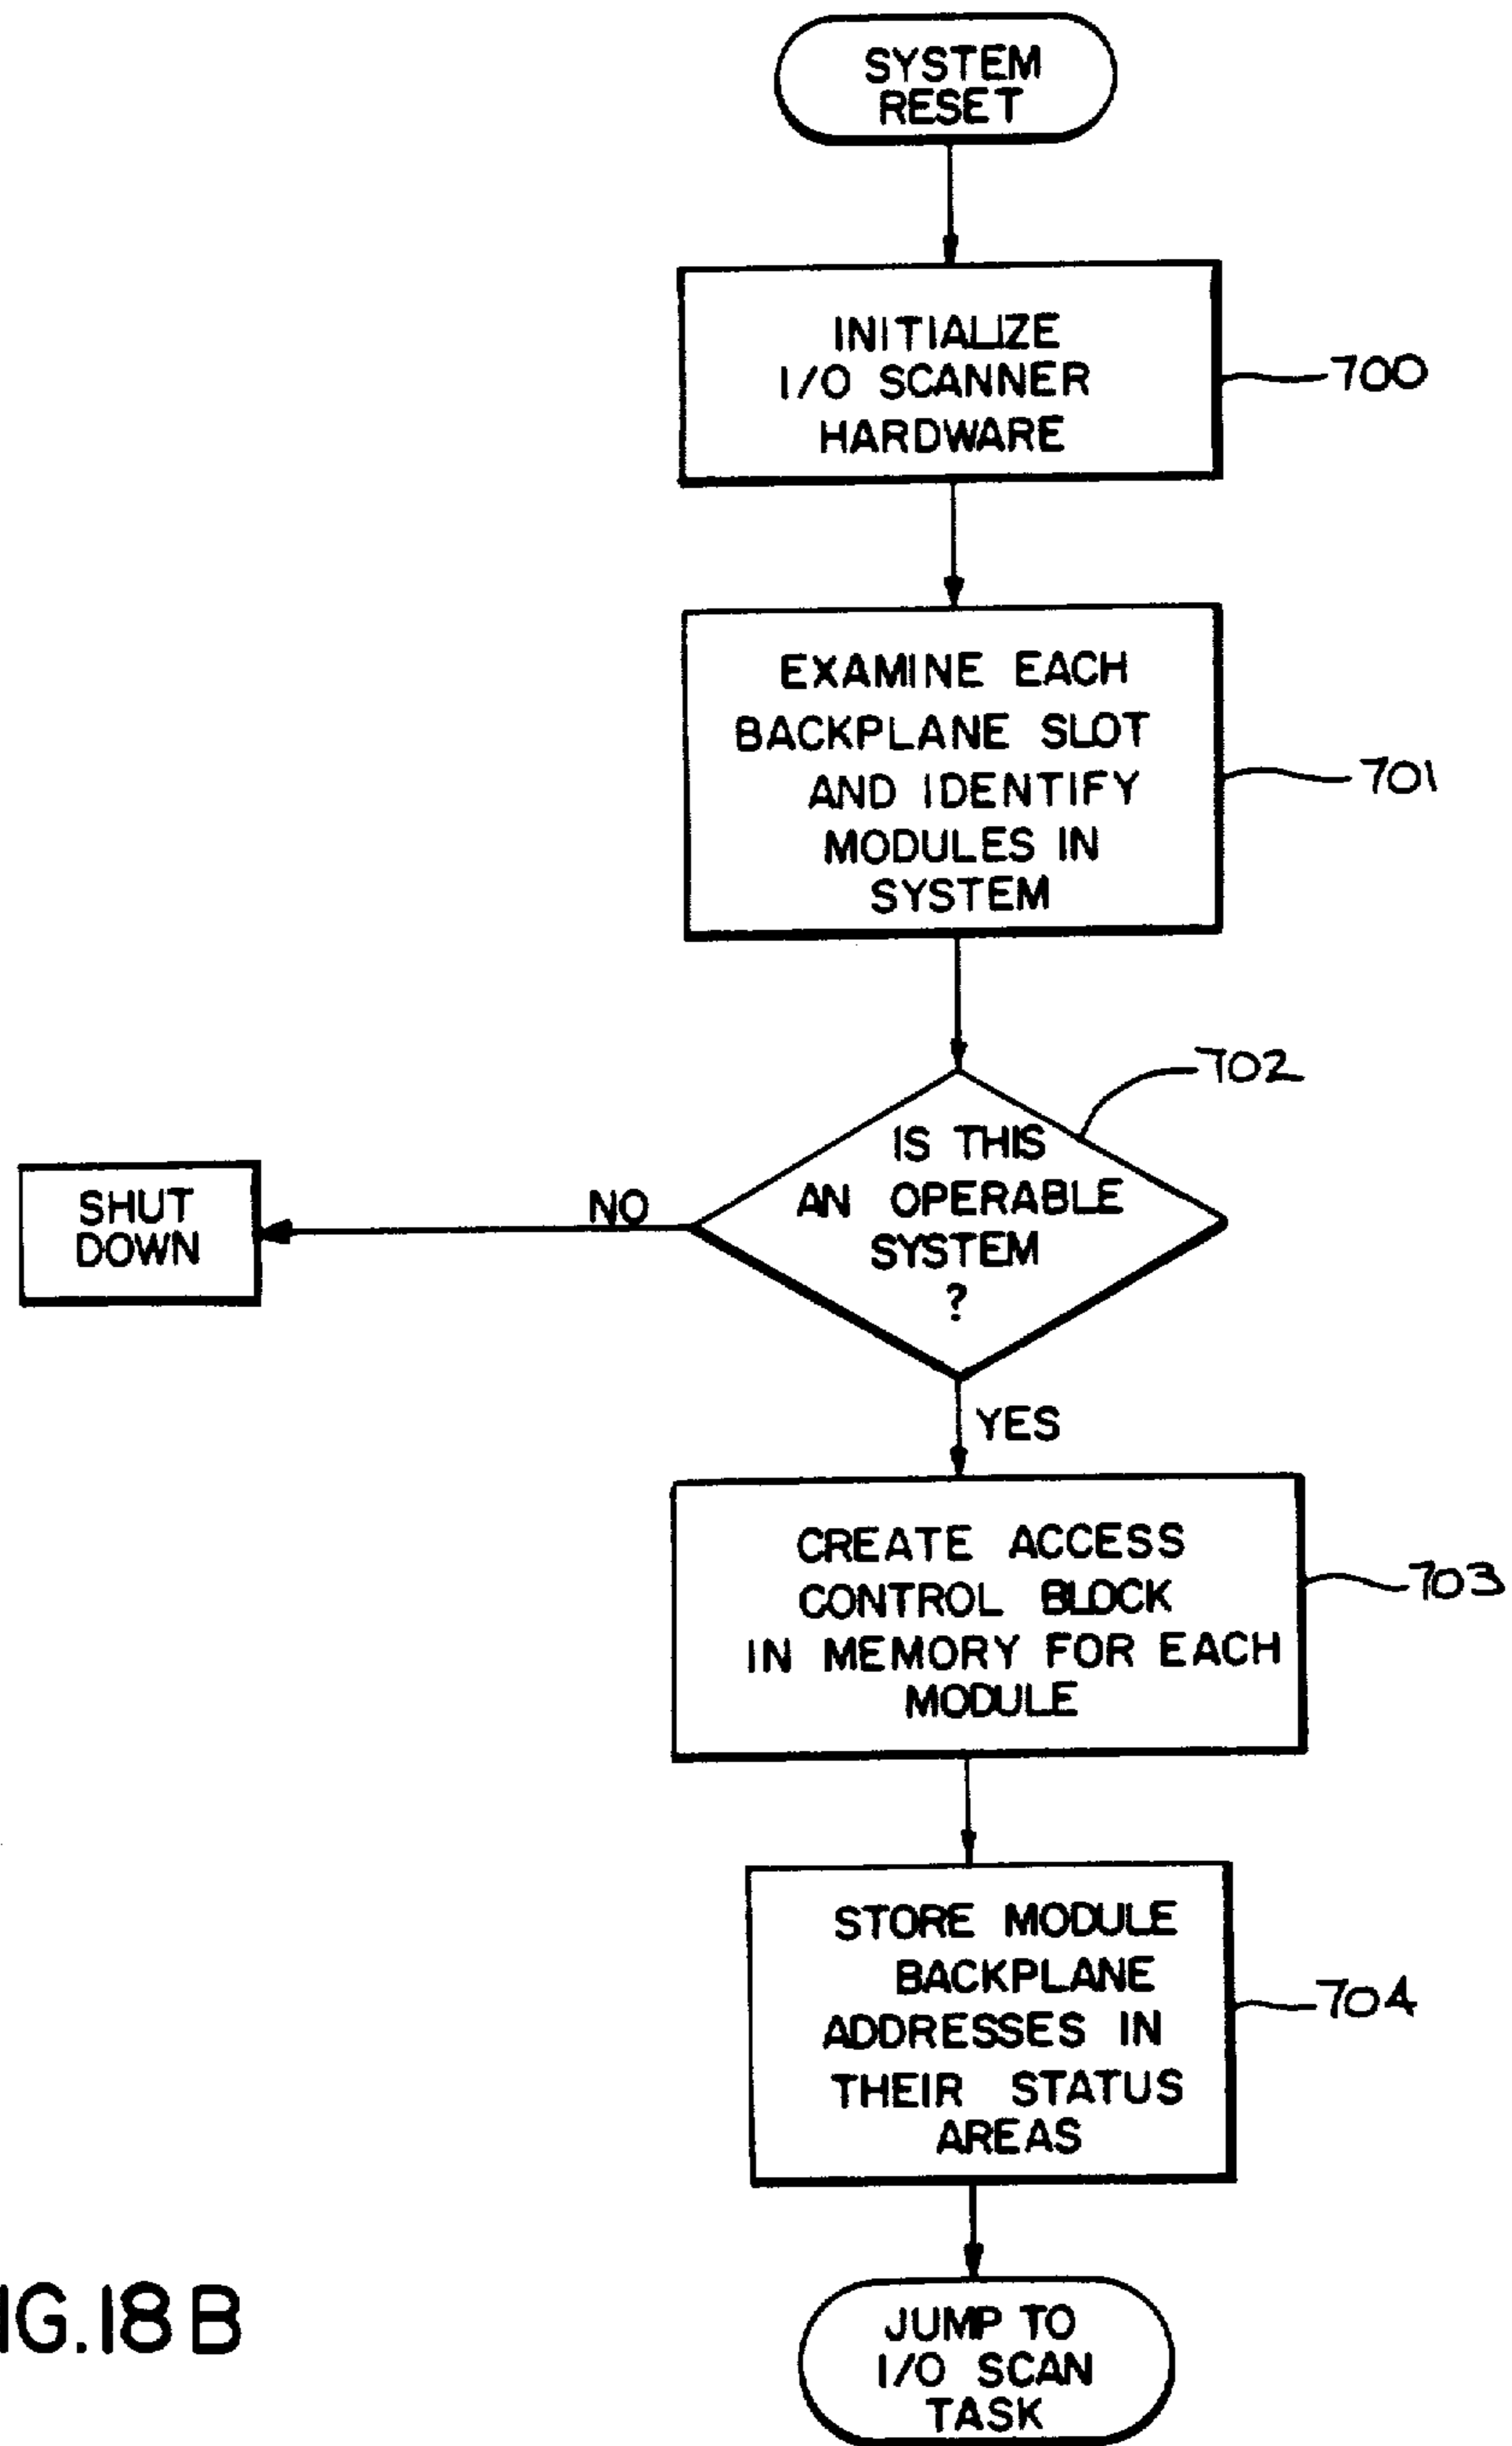 SYSTEM
RESET
INITIALIZE
I/O SCANNER
HARDWARE
700
EXAMINE EACH
BACKPLANE SLOT
AND IDENTIFY
MODULES IN
SYSTEM
701
702
IS THIS
AN OPERABLE
SYSTEM
?
NO
SHUT
DOWN
YES
CREATE ACCESS
CONTROL BLOCK
IN MEMORY FOR EACH
MODULE
703
STORE MODULE
BACKPLANE
ADDRESSES IN
THEIR STATUS
AREAS
704
JUMP TO
I/O SCAN
TASK
IG.18B